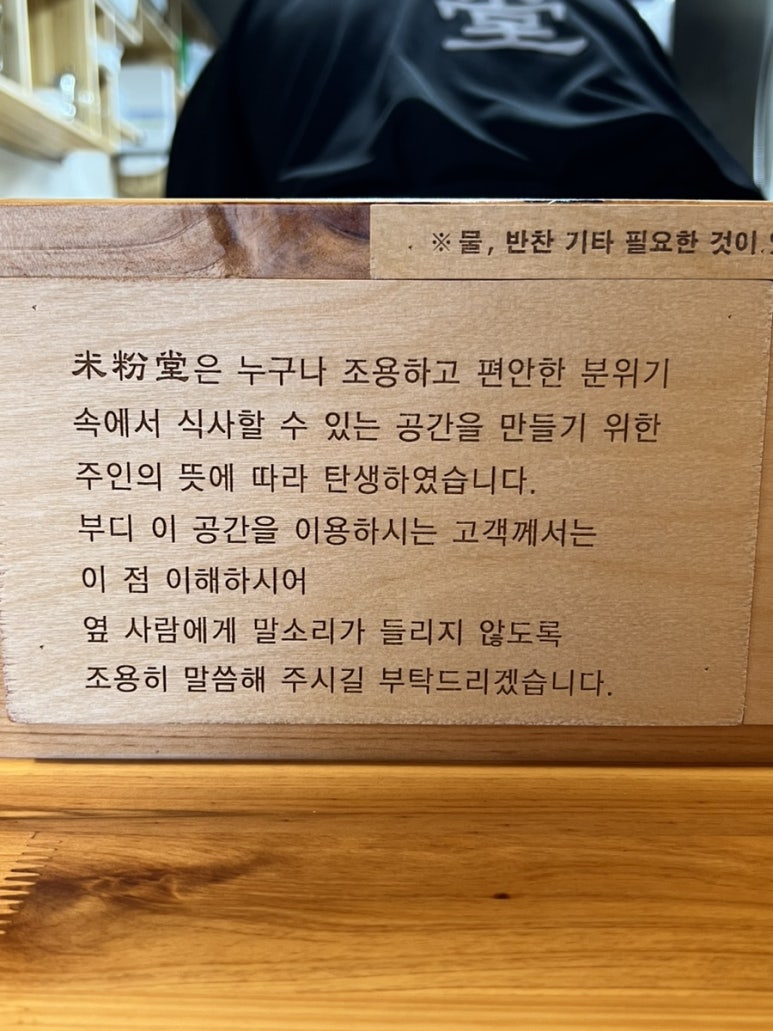 堂
※ 물, 반찬 기타 필요한 것이
米粉堂은 누구나 조용하고 편안한 분위기
속에서 식사할 수 있는 공간을 만들기 위한
주인의 뜻에 따라 탄생하였습니다.
부디 이 공간을 이용하시는 고객께서는
이 점 이해하시어
옆 사람에게 말소리가 들리지 않도록
조용히 말씀해 주시길 부탁드리겠습니다.